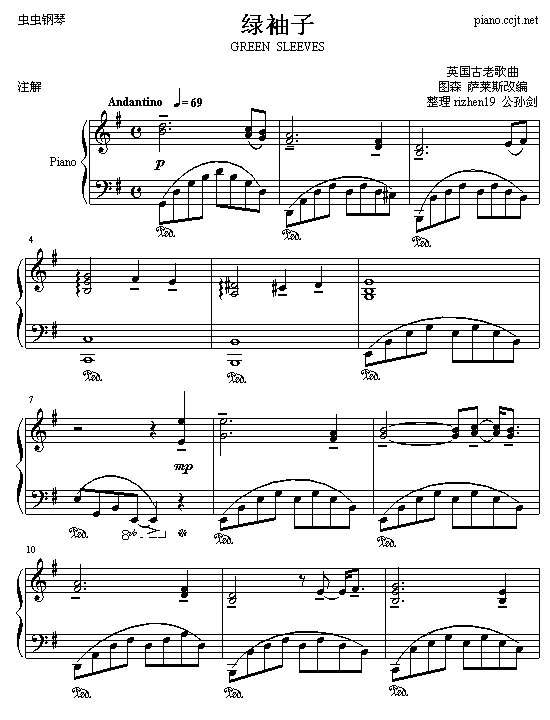 虫虫钢琴
绿袖子
piano.ccjt.net
GREEN SLEEVES
注解
英国古老歌曲
图森 萨莱斯改编
整理 rizhen19 公孙剑
Andantino ♩=69
Piano
p
4
7
mp
8
10